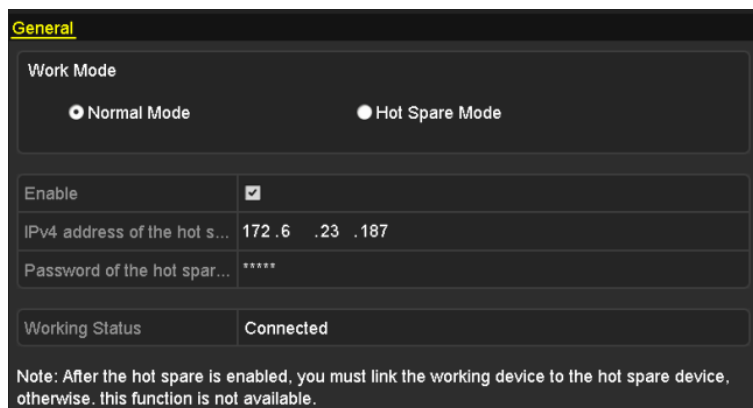 General
Work Mode
Normal Mode Hot Spare Mode
Enable
IPv4 address of the hot s... 172 .6 .23 .187
Password of the hot spar... *****
Working Status Connected
Note: After the hot spare is enabled, you must link the working device to the hot spare device,
otherwise. this function is not available.